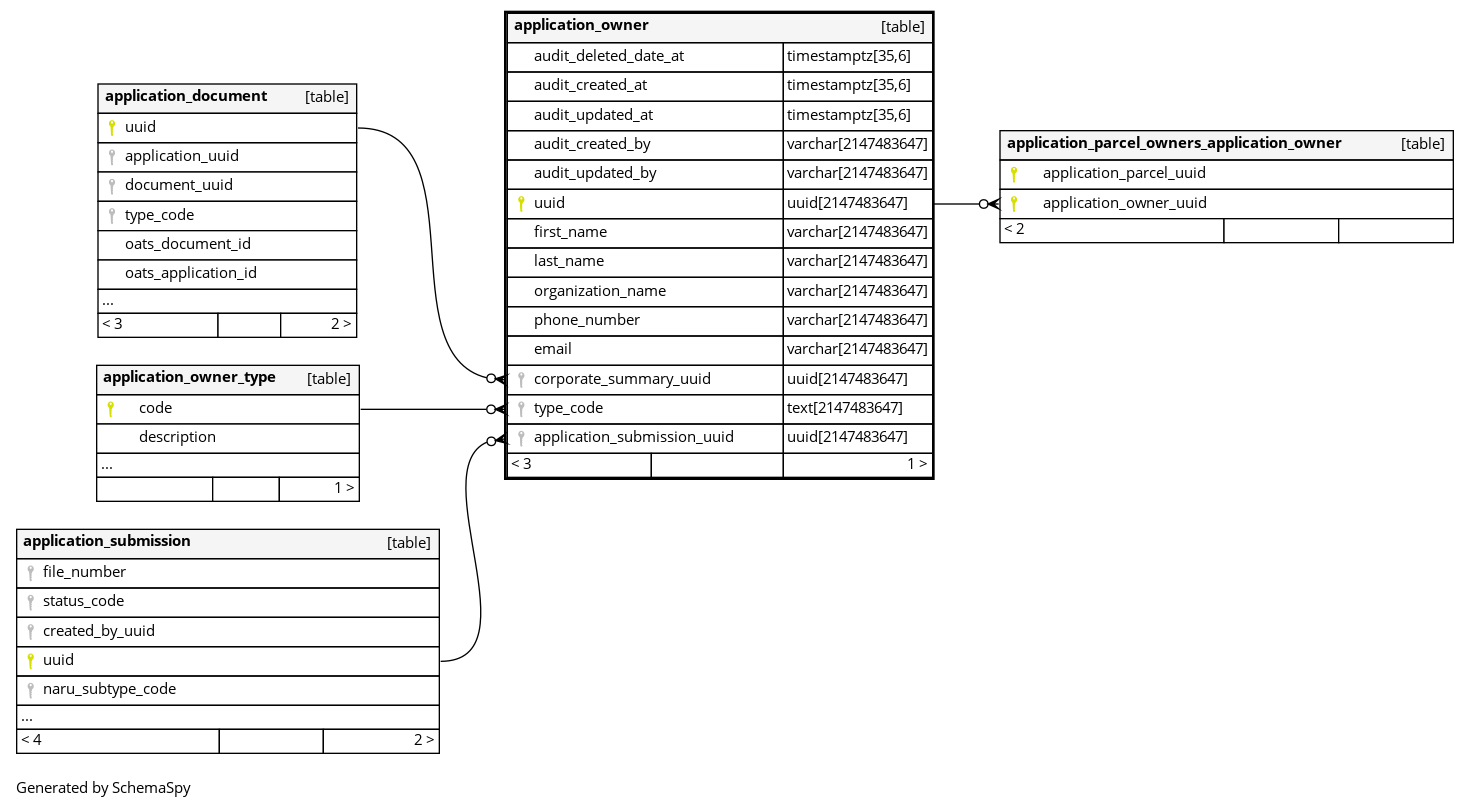 application_owner [table]
audit_deleted_date_at timestamptz[35,6]
audit_created_at timestamptz[35,6]
audit_updated_at timestamptz[35,6]
audit_created_by varchar[2147483647]
audit_updated_by varchar[2147483647]
uuid uuid[2147483647]
first_name varchar[2147483647]
last_name varchar[2147483647]
organization_name varchar[2147483647]
phone_number varchar[2147483647]
email varchar[2147483647]
corporate_summary_uuid uuid[2147483647]
type_code text[2147483647]
application_submission_uuid uuid[2147483647]
< 3 1 >
application_document [table]
uuid
application_uuid
document_uuid
type_code
oats_document_id
oats_application_id
...
< 3 2 >
application_owner_type [table]
code
description
...
1 >
application_submission [table]
file_number
status_code
created_by_uuid
uuid
naru_subtype_code
...
< 4 2 >
application_parcel_owners_application_owner [table]
application_parcel_uuid
application_owner_uuid
< 2
Generated by SchemaSpy